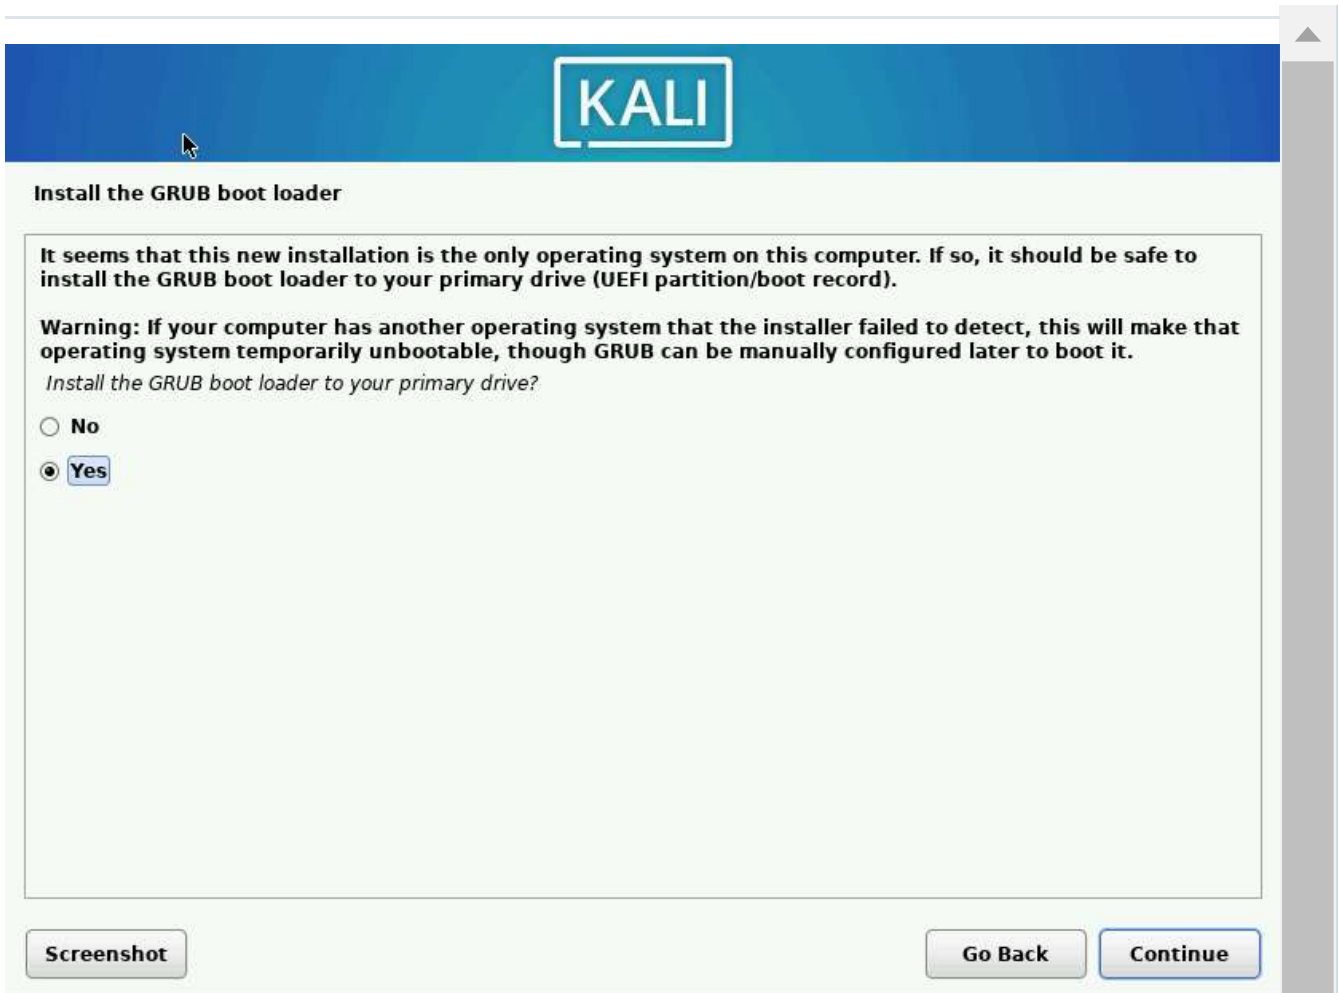 KALI
Install the GRUB boot loader
It seems that this new installation is the only operating system on this computer. If so, it should be safe to
install the GRUB boot loader to your primary drive (UEFI partition/boot record).
Warning: If your computer has another operating system that the installer failed to detect, this will make that
operating system temporarily unbootable, though GRUB can be manually configured later to boot it.
Install the GRUB boot loader to your primary drive?
No
Yes
Screenshot
Go Back
Continue